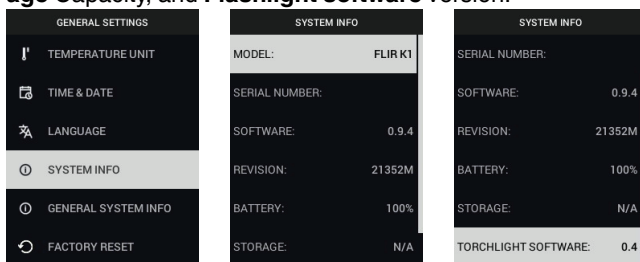 age Capacity, and Flashlight software version.
GENERAL SETTINGS
TEMPERATURE UNIT
TIME & DATE
LANGUAGE
SYSTEM INFO
GENERAL SYSTEM INFO
FACTORY RESET
SYSTEM INFO
MODEL: FLIR K1
SERIAL NUMBER:
SOFTWARE: 0.9.4
REVISION: 21352M
BATTERY: 100%
STORAGE: N/A
SYSTEM INFO
SERIAL NUMBER:
SOFTWARE: 0.9.4
REVISION: 21352M
BATTERY: 100%
STORAGE: N/A
TORCHLIGHT SOFTWARE: 0.4